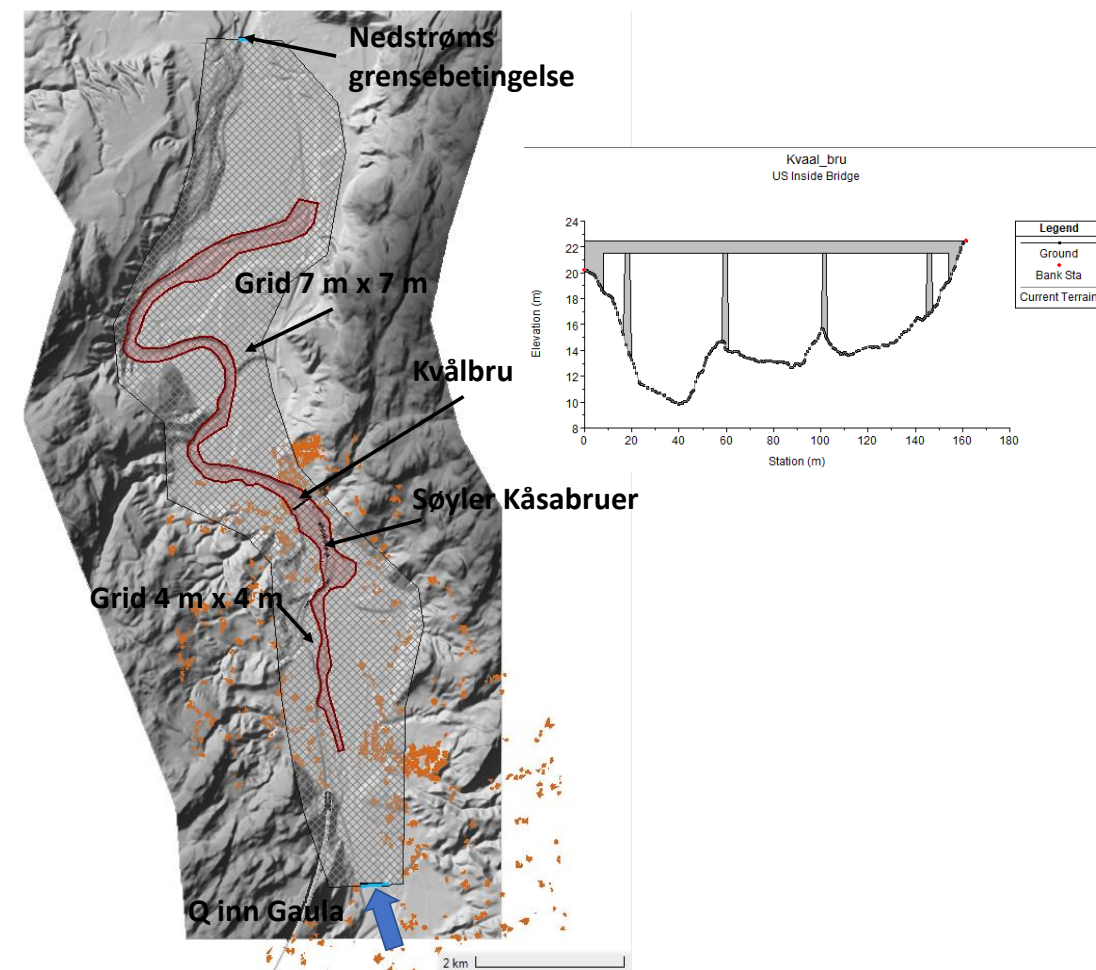 Nedstrøms
grensebetingelse
Grid 7 m x 7 m
Kvålbru
Søyler Kåsabruer
Grid 4 m x 4 m
Q inn Gaula
2 km
Kvaal_bru
US Inside Bridge
Elevation (m)
24
22
20
18
16
14
12
10
8
0 20 40 60 80 100 120 140 160 180
Station (m)
Legend
Ground
Bank Sta
Current Terrain